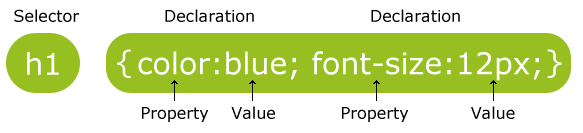 Selector Declaration Declaration
h1 {color:blue; font-size:12px;}
Property Value Property Value